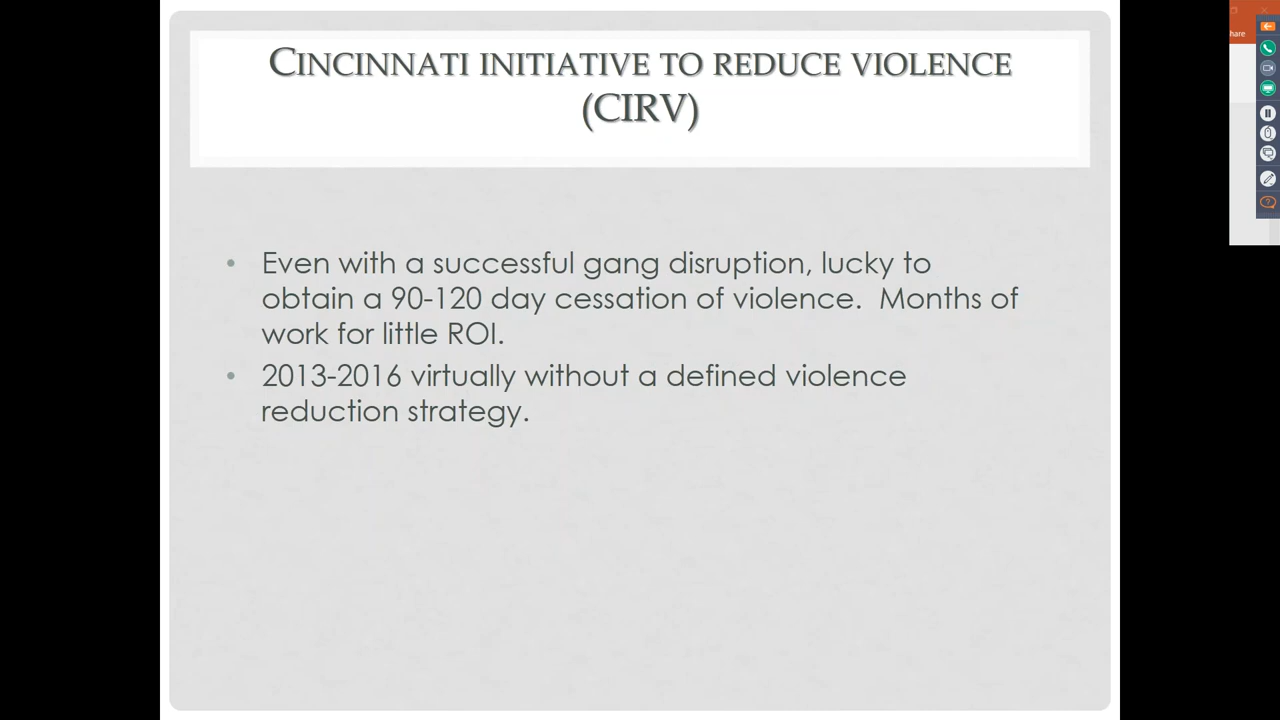 CINCINNATI INITIATIVE TO REDUCE VIOLENCE
(CIRV)
• Even with a successful gang disruption, lucky to
obtain a 90-120 day cessation of violence. Months of
work for little ROI.
• 2013-2016 virtually without a defined violence
reduction strategy.
hare